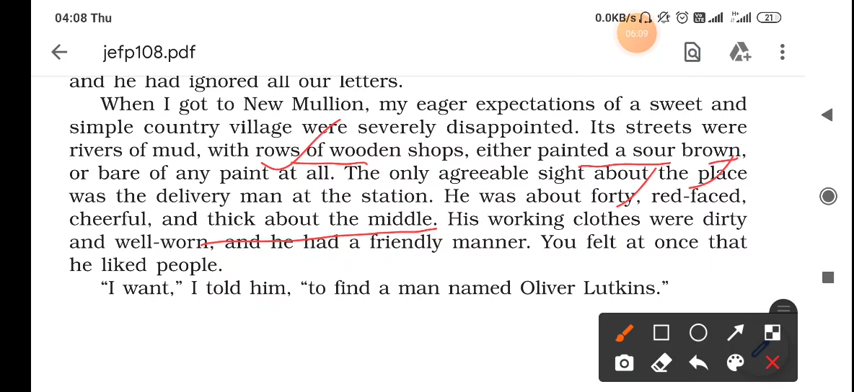 04:08 Thu
0.0KB/s
21
06:09
jefp108.pdf
and he had ignored all our letters.
When I got to New Mullion, my eager expectations of a sweet and
simple country village were severely disappointed. Its streets were
rivers of mud, with rows of wooden shops, either painted a sour brown,
or bare of any paint at all. The only agreeable sight about the place
was the delivery man at the station. He was about forty, red-faced,
cheerful, and thick about the middle. His working clothes were dirty
and well-worn, and he had a friendly manner. You felt at once that
he liked people.
“I want,” I told him, “to find a man named Oliver Lutkins.”